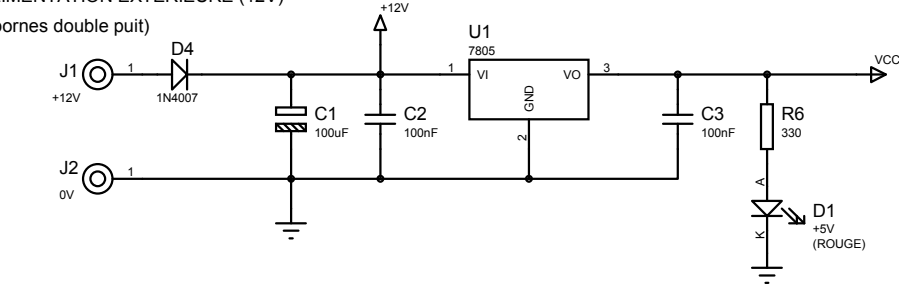 (12V)
bornes double puit)
+12V
J1
1
+12V
D4
1N4007
J2
1
0V
C1
100uF
C2
100nF
U1
7805
1
VI
VO
3
GND
2
C3
100nF
VCC
R6
330
A
K
D1
+5V
(ROUGE)